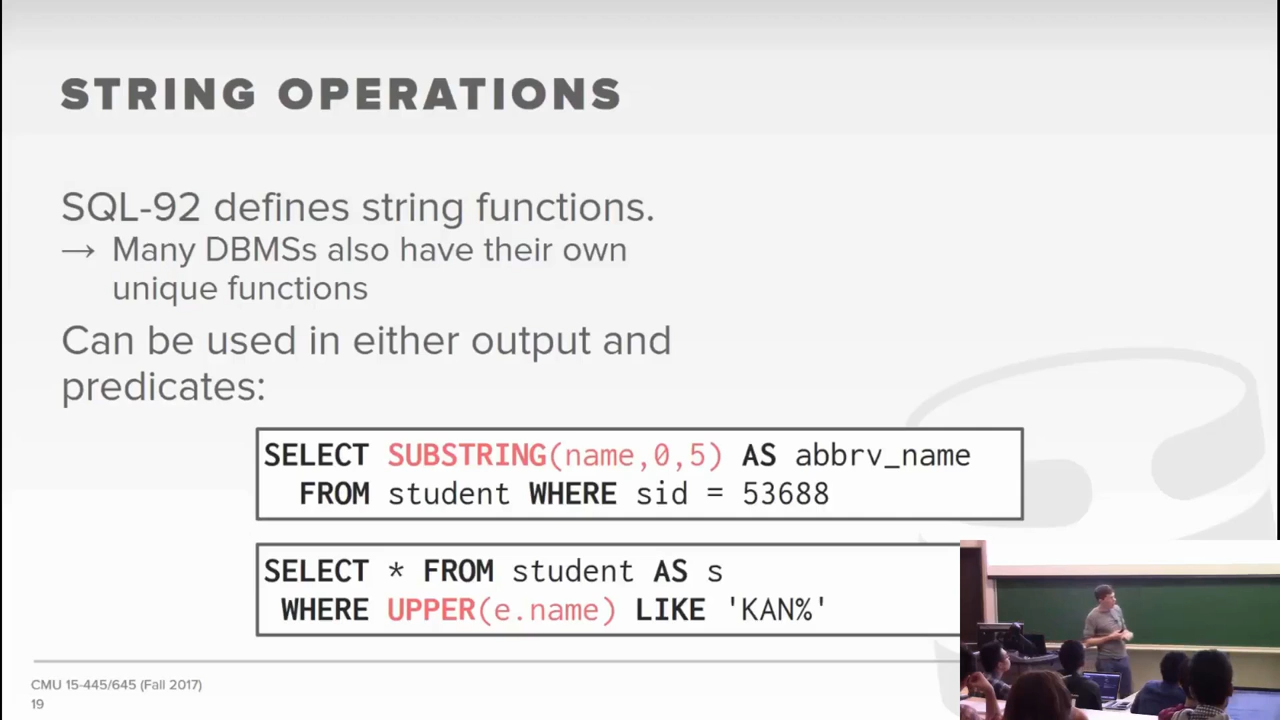 STRING OPERATIONS
SQL-92 defines string functions.
→ Many DBMSs also have their own
unique functions
Can be used in either output and
predicates:
SELECT SUBSTRING(name,0,5) AS abbrv_name
FROM student WHERE sid = 53688
SELECT * FROM student AS s
WHERE UPPER(e.name) LIKE 'KAN%'
CMU 15-445/645 (Fall 2017)
19